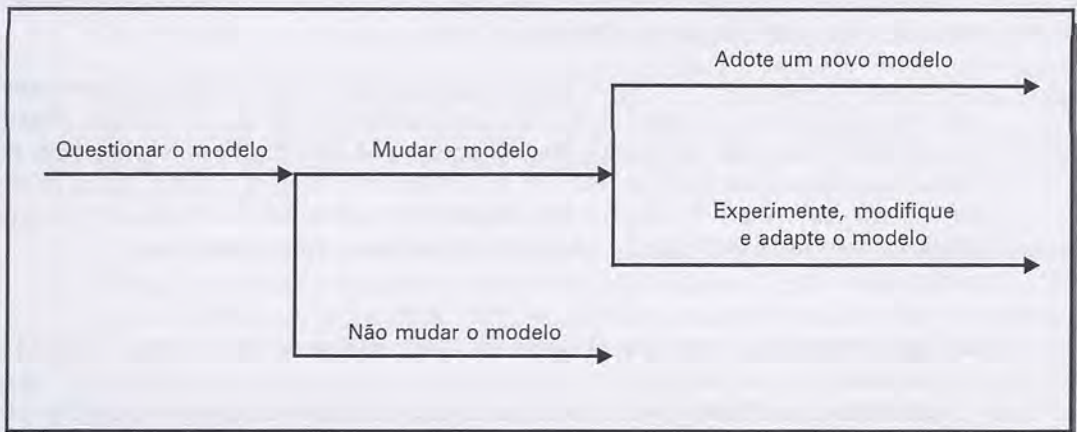 Adote um novo modelo
Questionar o modelo
Mudar o modelo
Experimente, modifique
e adapte o modelo
Não mudar o modelo